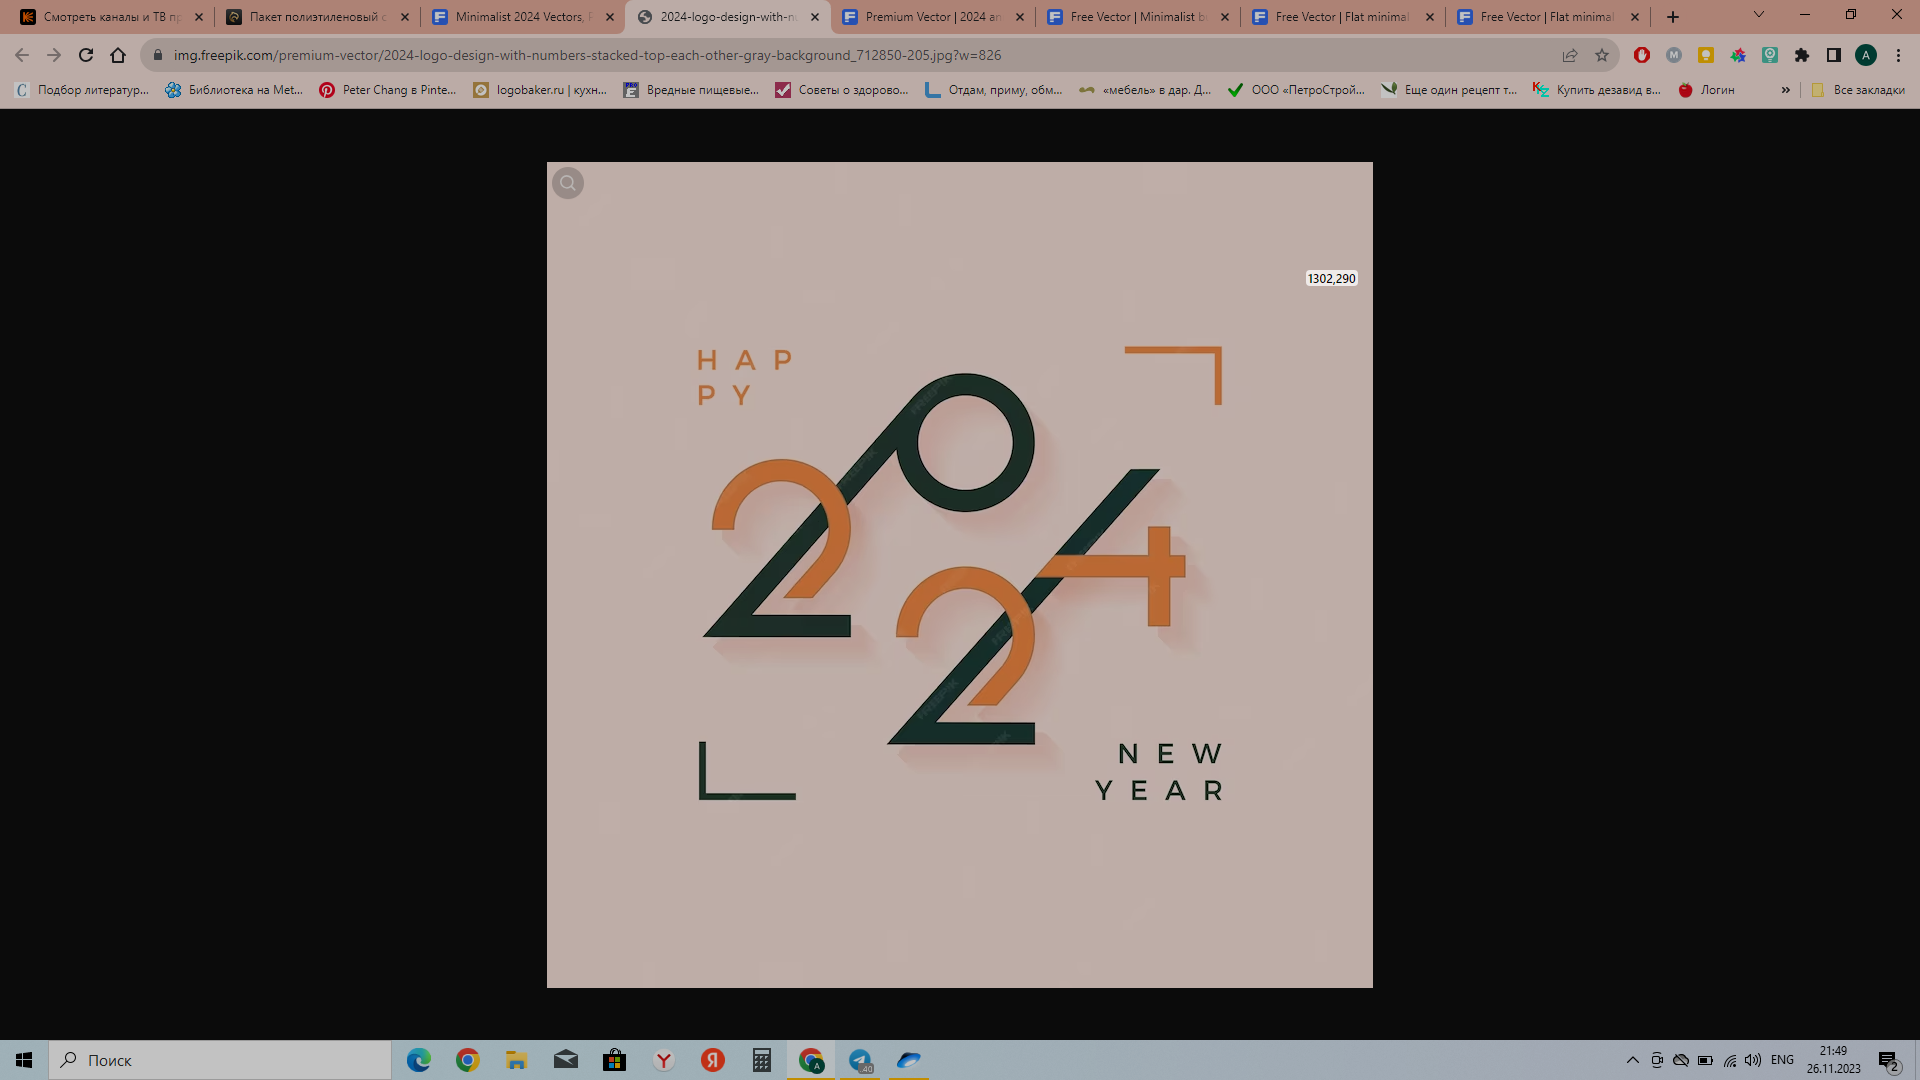 Смотреть каналы и ТВ пр
Пакет полиэтиленовый с
Minimalist 2024 Vectors, F
2024-logo-design-with-nu
Premium Vector | 2024 an
Free Vector | Minimalist b
Free Vector | Flat minimal
Free Vector | Flat minimal
img.freepik.com/premium-vector/2024-logo-design-with-numbers-stacked-top-each-other-gray-background_712850-205.jpg?w=826
Подбор литератур...
Библиотека на Met...
Peter Chang в Pinte...
logobaker.ru | кухн...
Вредные пищевые...
Советы о здорово...
Отдам, приму, обм...
«мебель» в дар. Д...
ООО «ПетроСтрой...
Еще один рецепт т...
Купить дезавид в...
Логин
»
Все закладки
1302,290
HAP
PY
2024
NEW
YEAR
Поиск
ENG
21:49
26.11.2023
2